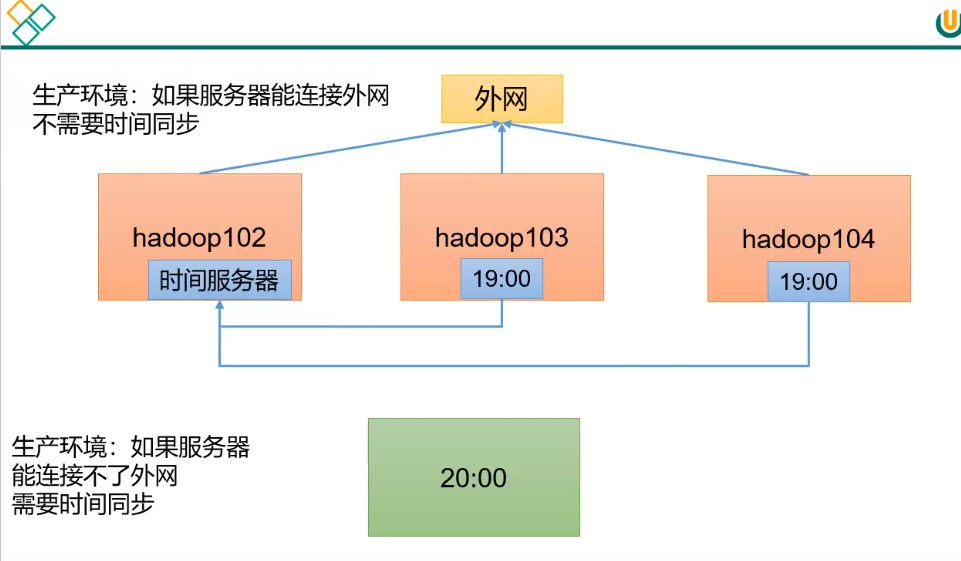 生产环境：如果服务器能连接外网
不需要时间同步
外网
hadoop102
时间服务器
hadoop103
19:00
hadoop104
19:00
生产环境：如果服务器
能连接不了外网
需要时间同步
20:00
U